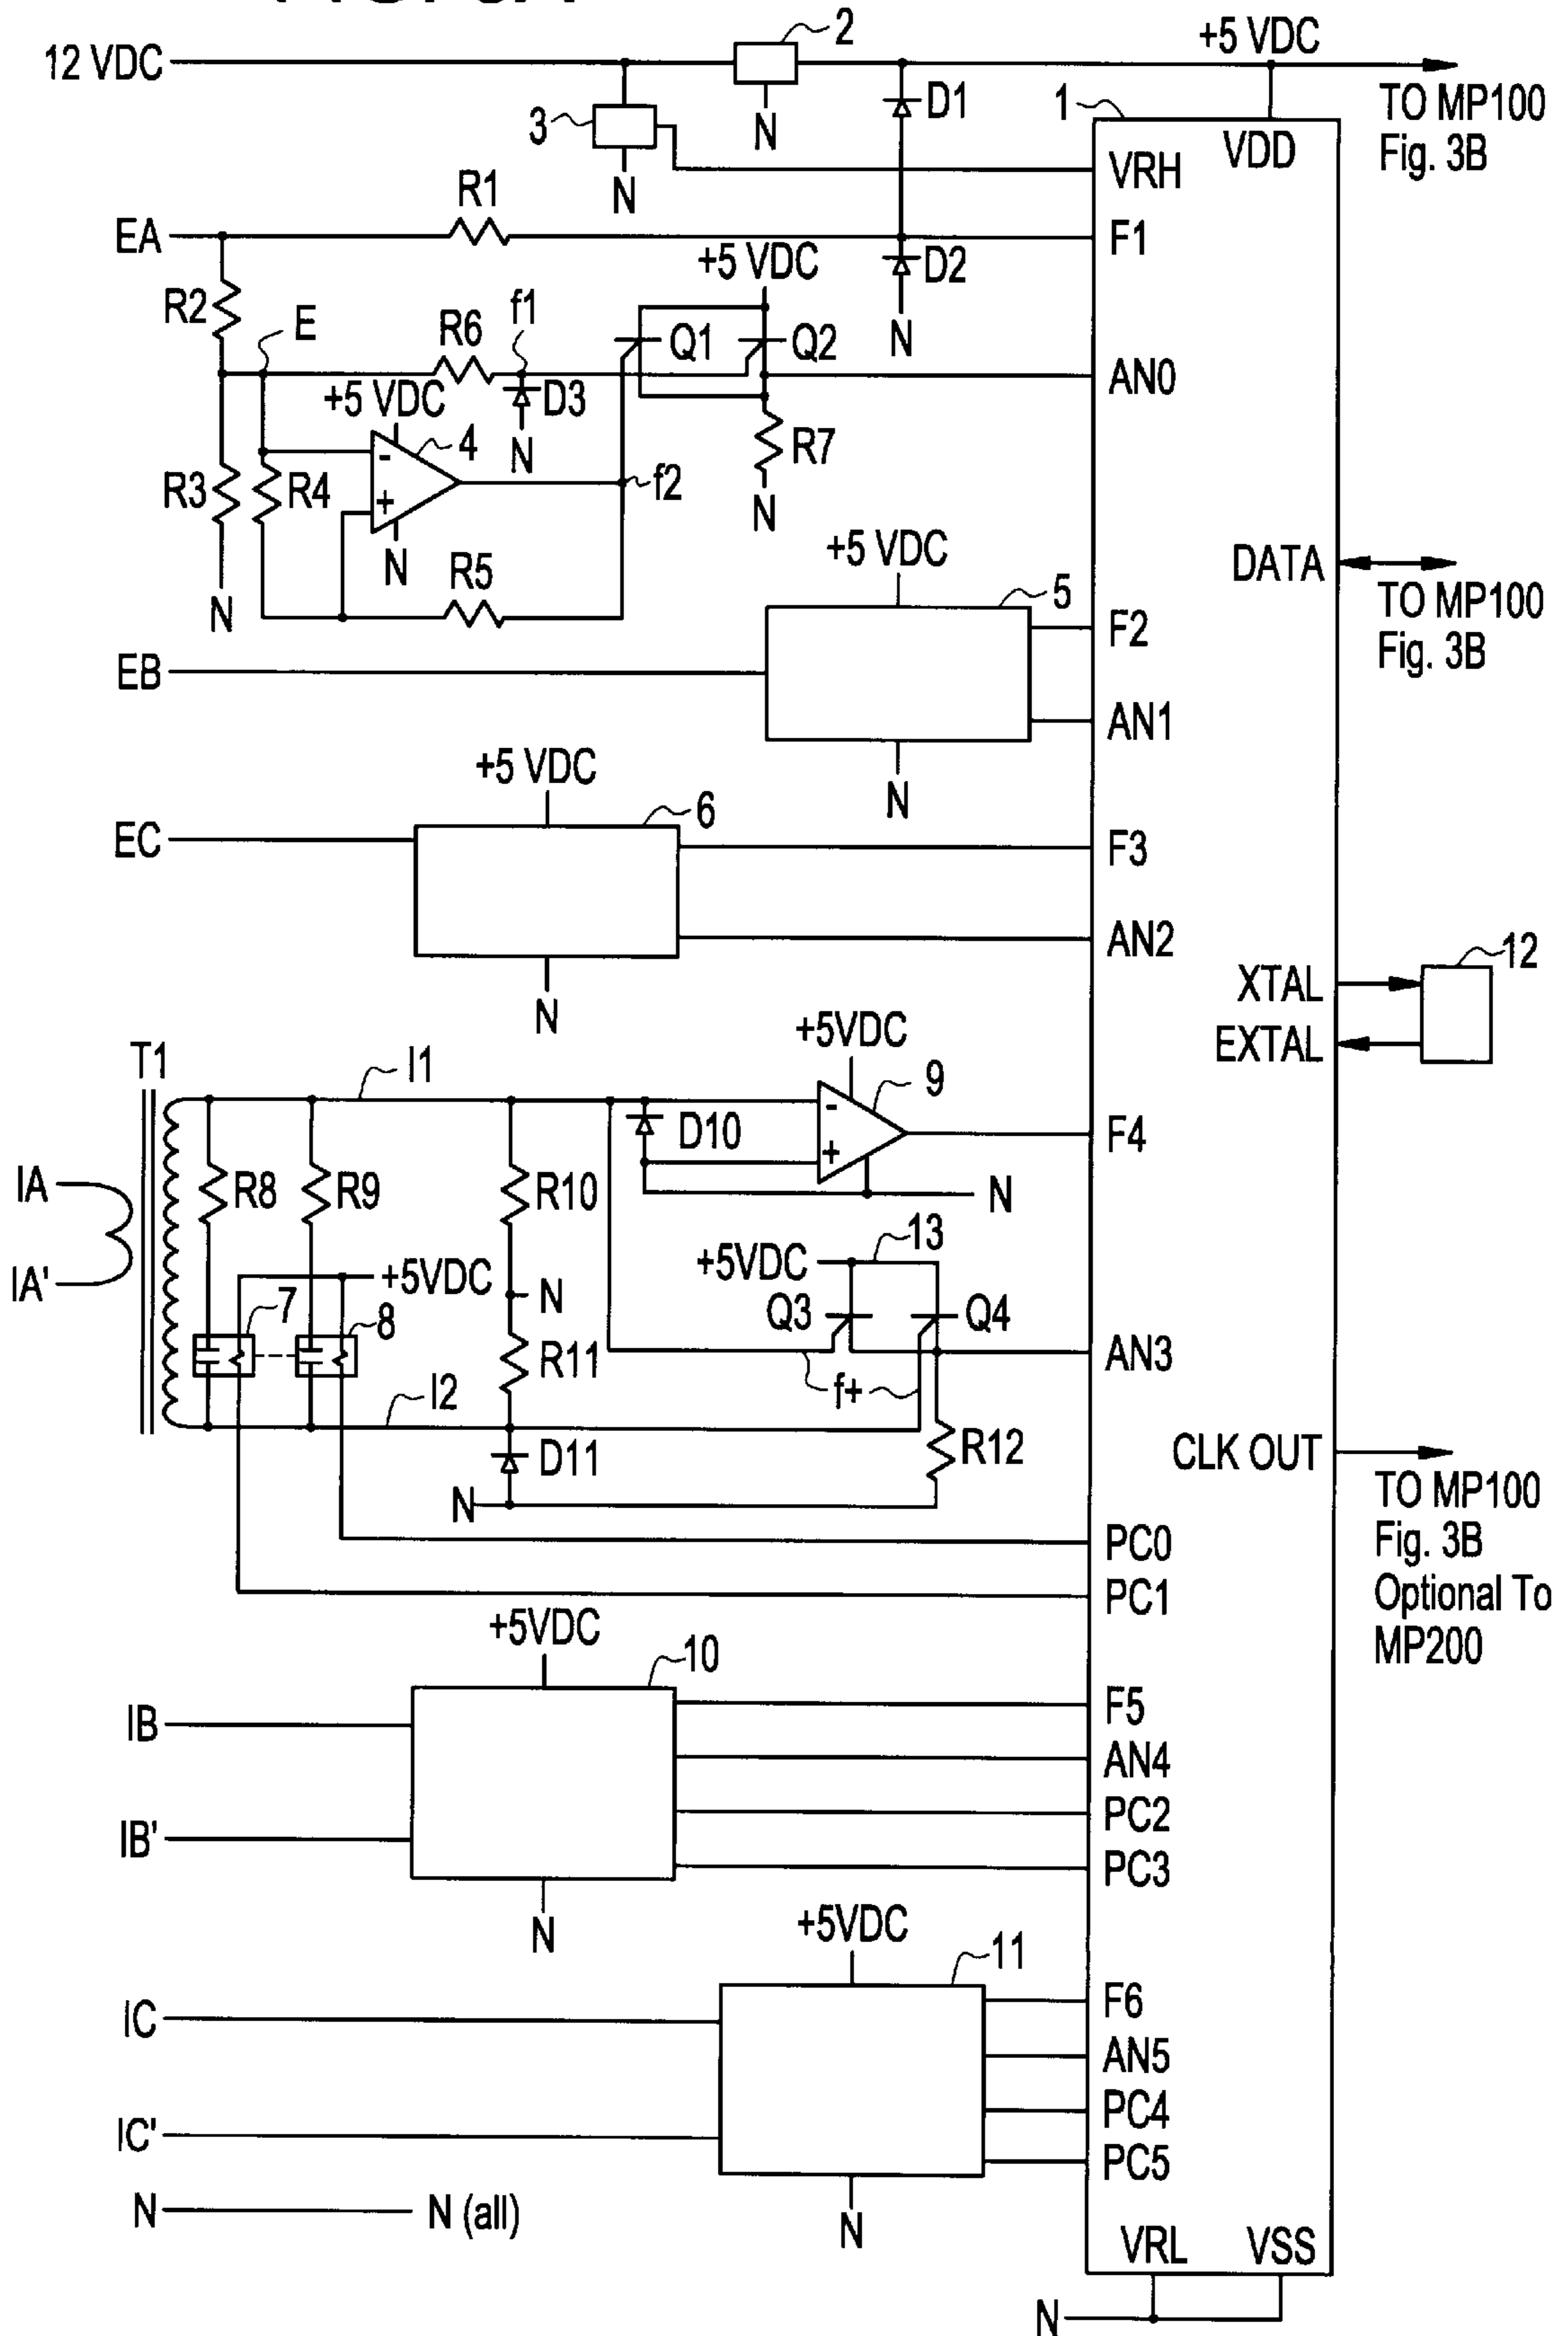 2
+5 VDC
12 VDC
3
N
N
D1
1
TO MP100
Fig. 3B
VDD
VRH
R1
EA
F1
D2
+5 VDC
R2
E
R6
f1
Q1
Q2
N
AN0
+5 VDC
D3
4
-
+
N
R3
R4
f2
R7
N
N
R5
N
+5 VDC
5
DATA
TO MP100
Fig. 3B
F2
EB
AN1
N
+5 VDC
6
EC
F3
AN2
N
XTAL
12
EXTAL
+5VDC
T1
I1
9
-
+
D10
F4
IA
R8
R9
R10
N
IA'
13
+5VDC
+5VDC
7
8
N
Q3
Q4
R11
AN3
f+
I2
D11
R12
CLK OUT
N
TO MP100
Fig. 3B
Optional To
MP200
PC0
PC1
+5VDC
10
IB
F5
AN4
PC2
IB'
PC3
N
+5VDC
11
IC
F6
AN5
PC4
IC'
PC5
N
N (all)
N
VRL
VSS
N